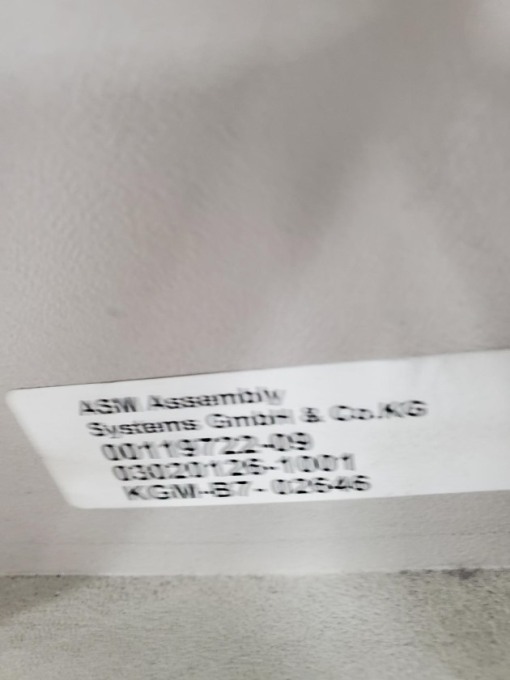 ASM Assembly
Systems GmbH & Co.KG
00119722-09
03020126-1001
KGM-B7- 02646